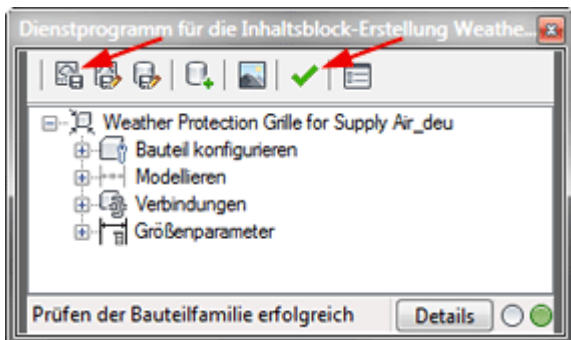 Dienstprogramm für die Inhaltsblock-Erstellung Weathe...
Weather Protection Grille for Supply Air_deu
Bauteil konfigurieren
Modellieren
Verbindungen
Größenparameter
Prüfen der Bauteilfamilie erfolgreich Details